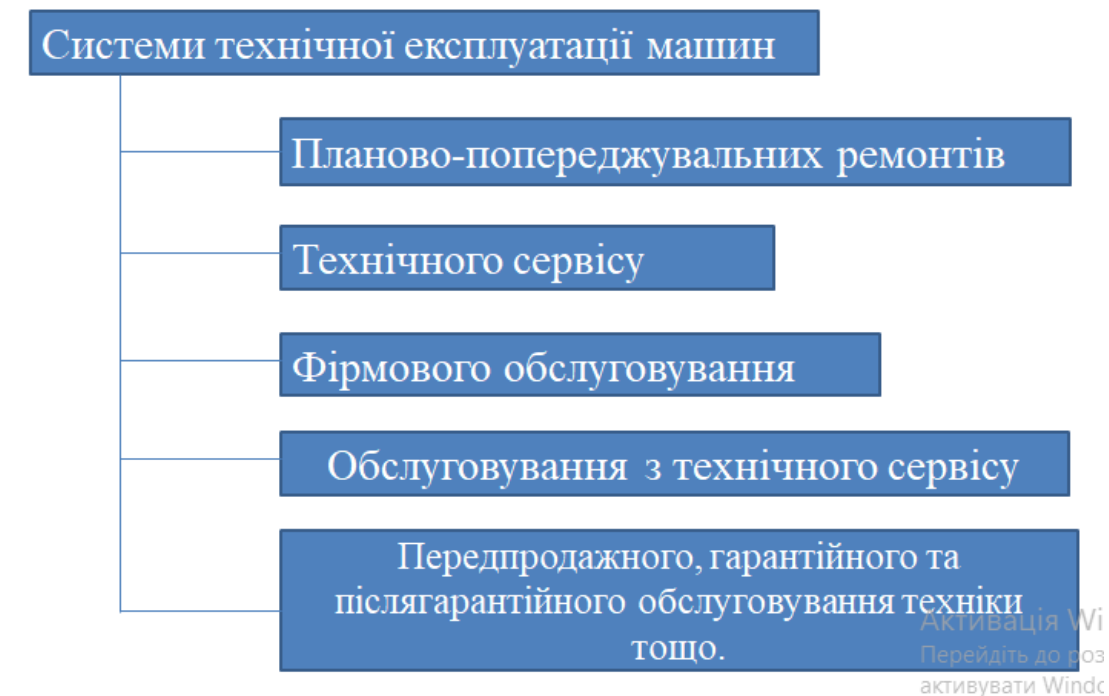 Системи технічної експлуатації машин
Планово-попереджувальних ремонтів
Технічного сервісу
Фірмового обслуговування
Обслуговування з технічного сервісу
Передпродажного, гарантійного та
післягарантійного обслуговування техніки
тощо.
Активація Wi
Перейдіть до роз
активувати Windo